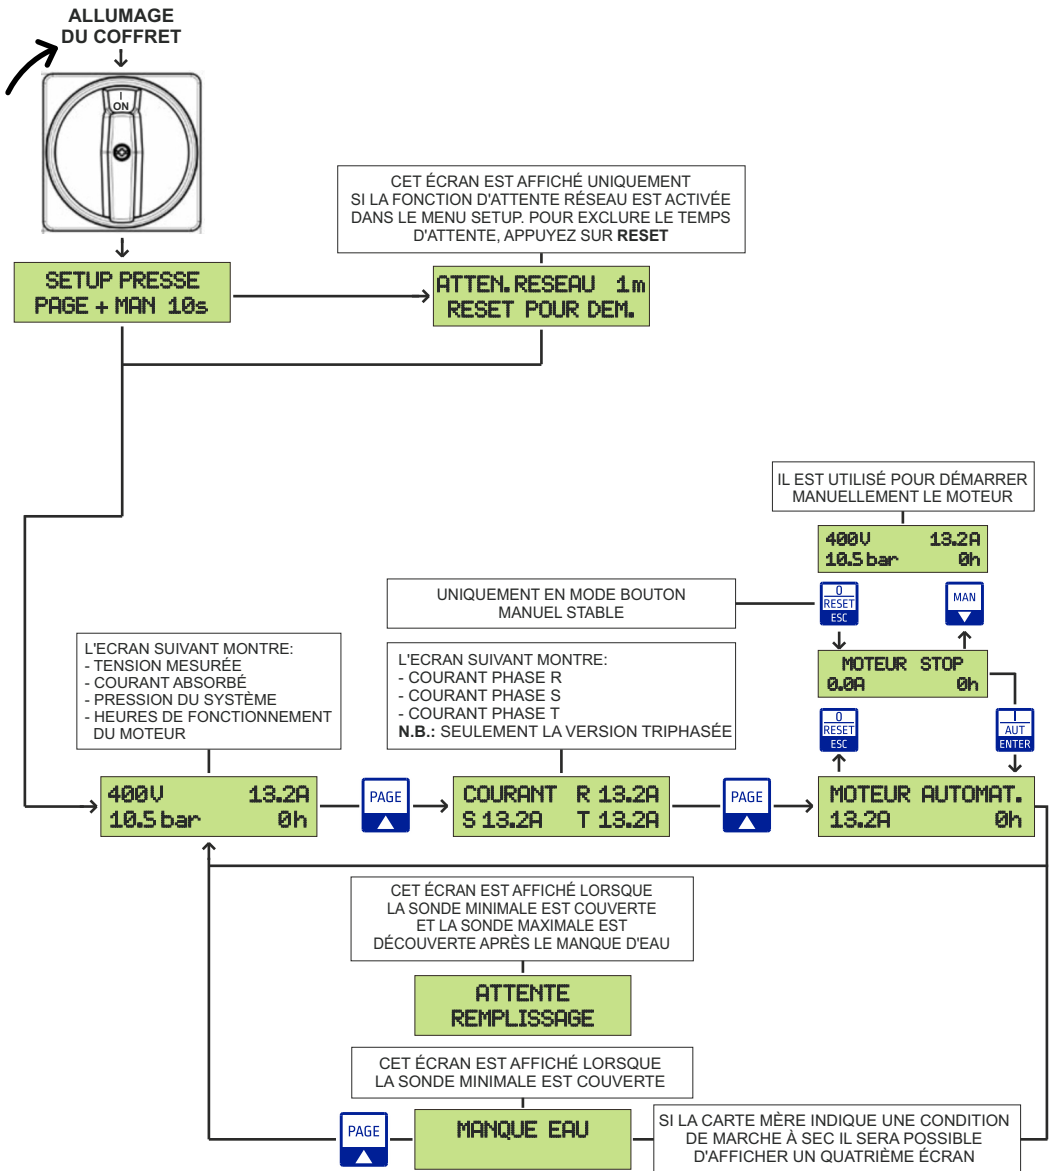 ALLUMAGE
DU COFFRET
I
ON
CET ÉCRAN EST AFFICHÉ UNIQUEMENT
SI LA FONCTION D'ATTENTE RÉSEAU EST ACTIVÉE
DANS LE MENU SETUP. POUR EXCLURE LE TEMPS
D'ATTENTE, APPUYEZ SUR RESET
SETUP PRESSE
PAGE + MAN 10s
ATTEN.RESEAU 1m
RESET POUR DEM.
IL EST UTILISÉ POUR DÉMARRER
MANUELLEMENT LE MOTEUR
400V 13.2A
10.5 bar 0h
UNIQUEMENT EN MODE BOUTON
MANUEL STABLE
0
RESET
ESC
MAN
MOTEUR STOP
0.0A 0h
L'ECRAN SUIVANT MONTRE:
- TENSION MESURÉE
- COURANT ABSORBÉ
- PRESSION DU SYSTÈME
- HEURES DE FONCTIONNEMENT
DU MOTEUR
L'ECRAN SUIVANT MONTRE:
- COURANT PHASE R
- COURANT PHASE S
- COURANT PHASE T
N.B.: SEULEMENT LA VERSION TRIPHASÉE
0
RESET
ESC
I
AUT
ENTER
400V 13.2A
10.5 bar 0h
PAGE
COURANT R 13.2A
S 13.2A T 13.2A
PAGE
MOTEUR AUTOMAT.
13.2A 0h
CET ÉCRAN EST AFFICHÉ LORSQUE
LA SONDE MINIMALE EST COUVERTE
ET LA SONDE MAXIMALE EST
DÉCOUVERTE APRÈS LE MANQUE D'EAU
ATTENTE
REMPLISSAGE
CET ÉCRAN EST AFFICHÉ LORSQUE
LA SONDE MINIMALE EST COUVERTE
PAGE
MANQUE EAU
SI LA CARTE MÈRE INDIQUE UNE CONDITION
DE MARCHE À SEC IL SERA POSSIBLE
D'AFFICHER UN QUATRIÈME ÉCRAN